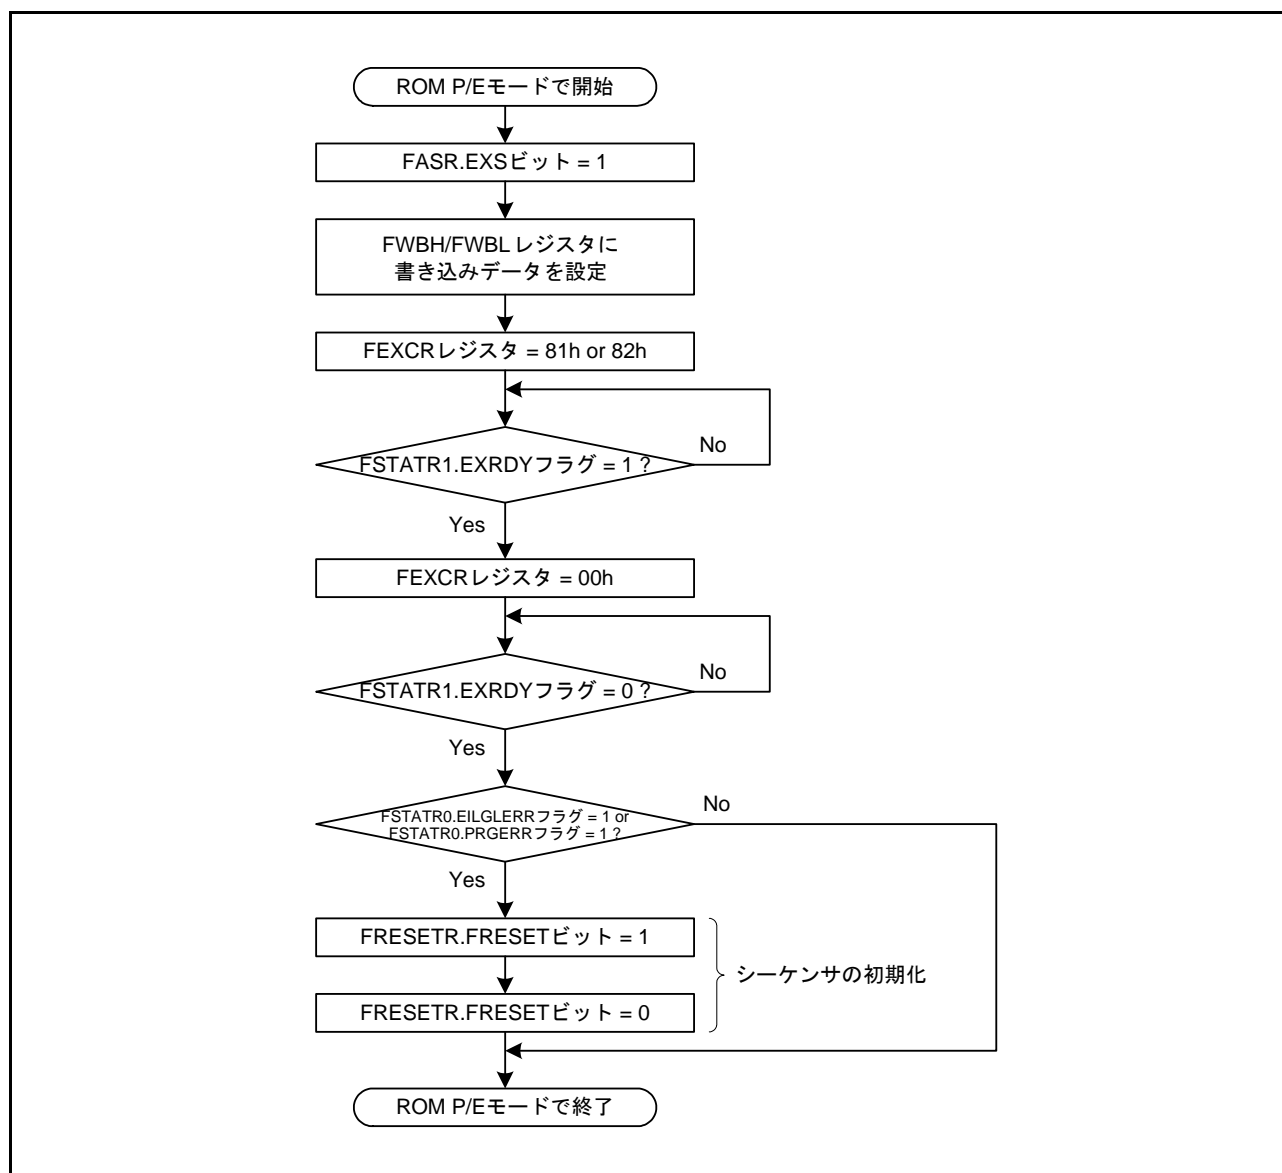 ROM P/Eモードで開始
FASR.EXSビット = 1
FWBH/FWBLレジスタに
書き込みデータを設定
FEXCRレジスタ = 81h or 82h
No
FSTATR1.EXRDYフラグ = 1 ?
Yes
FEXCRレジスタ = 00h
No
FSTATR1.EXRDYフラグ = 0 ?
Yes
No
FSTATR0.EILGLERRフラグ = 1 or
FSTATR0.PRGERRフラグ = 1 ?
Yes
FRESETR.FRESETビット = 1
シーケンサの初期化
FRESETR.FRESETビット = 0
ROM P/Eモードで終了